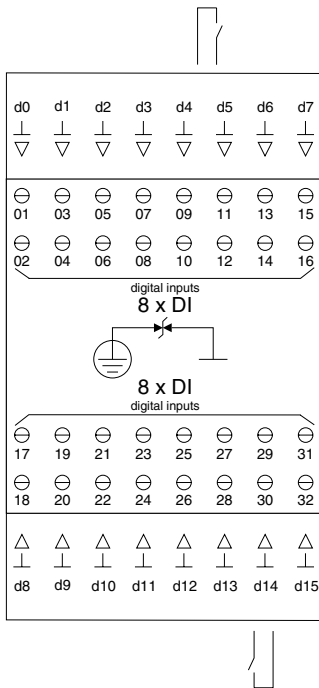 d0 d1 d2 d3 d4 d5 d6 d7
01 03 05 07 09 11 13 15
02 04 06 08 10 12 14 16
digital inputs
8 x DI
8 x DI
digital inputs
17 19 21 23 25 27 29 31
18 20 22 24 26 28 30 32
d8 d9 d10 d11 d12 d13 d14 d15